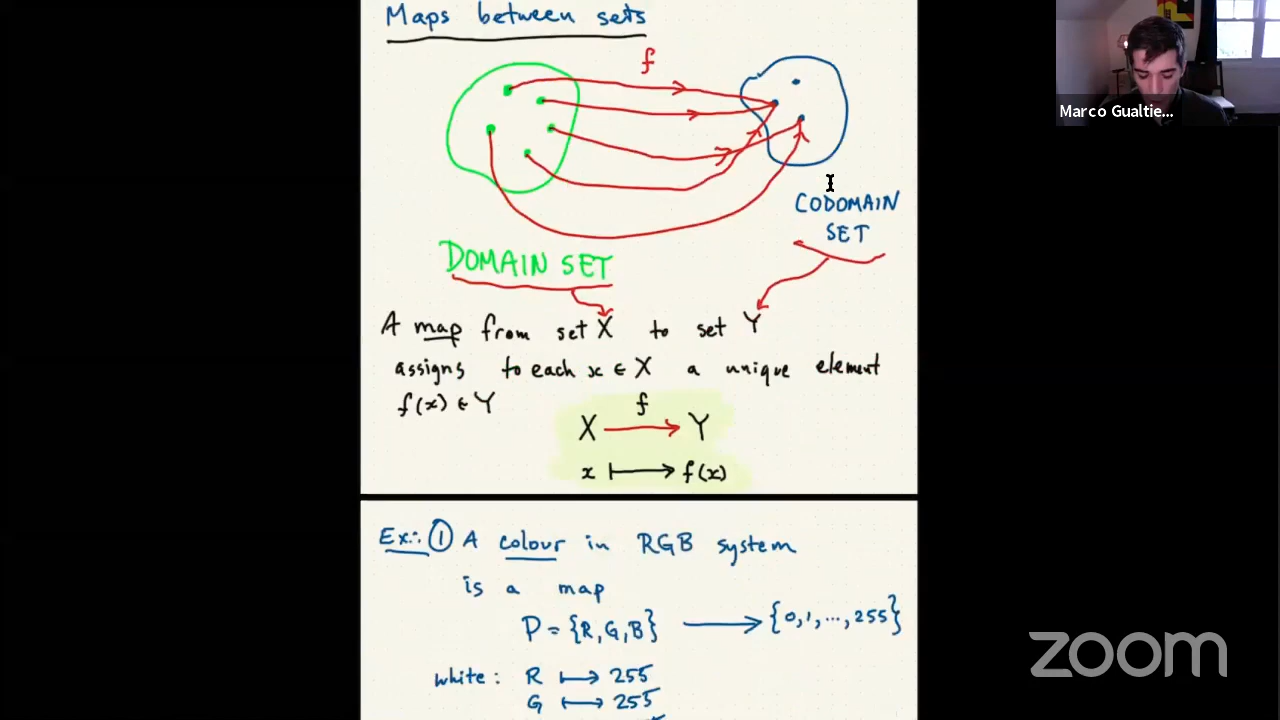 Maps between sets
f
CODOMAIN
SET
DOMAIN SET
A map from set X to set Y
assigns to each x ∈ X a unique element
f(x) ∈ Y
f
X ⟶ Y
x ⟼ f(x)
Ex: ① A colour in RGB system
is a map
P = {R, G, B} ⟶ {0, 1, ..., 255}
white: R ⟼ 255
G ⟼ 255
Marco Gualtie...
zoom